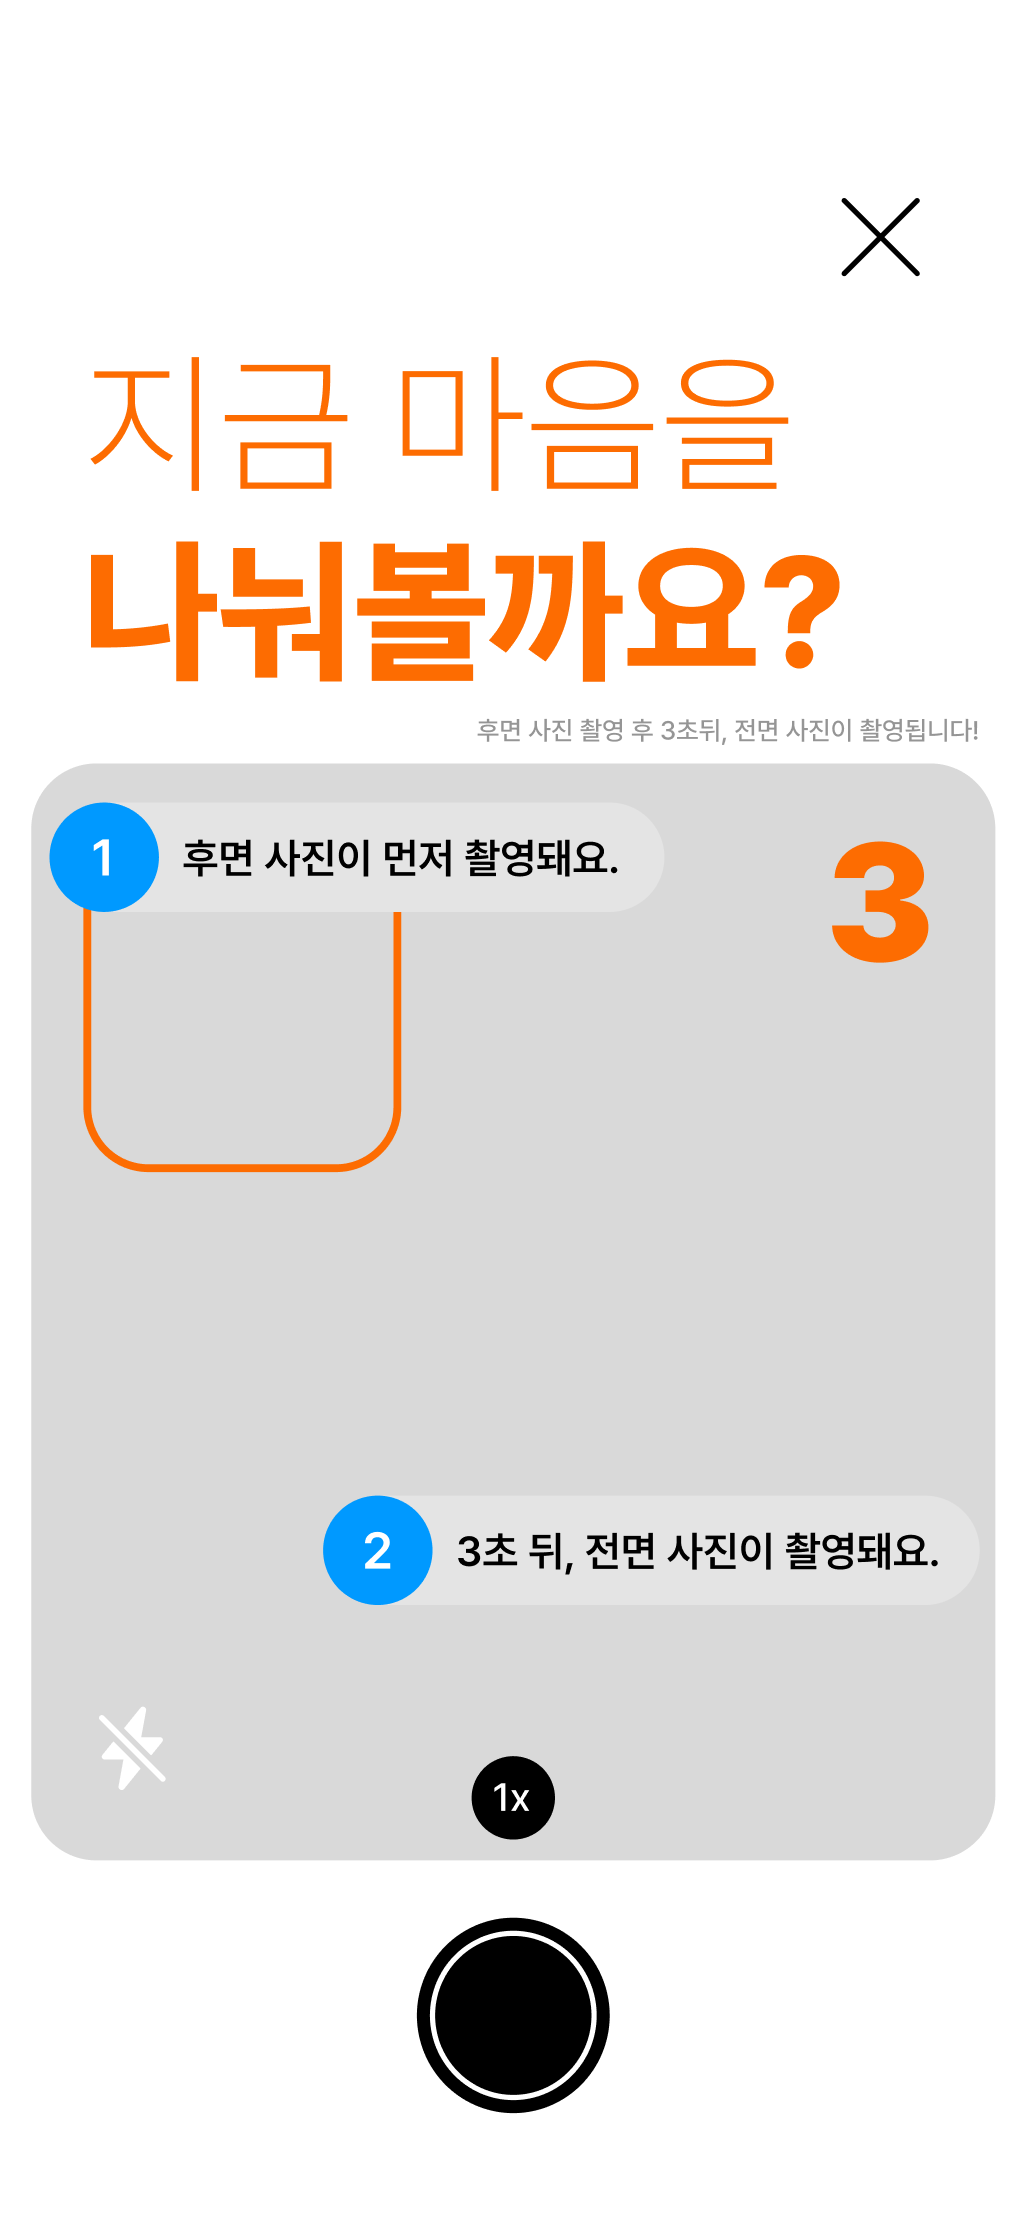 지금 마음을
나눠볼까요?
후면 사진 촬영 후 3초뒤, 전면 사진이 촬영됩니다!
1 후면 사진이 먼저 촬영돼요.
3
2 3초 뒤, 전면 사진이 촬영돼요.
1x